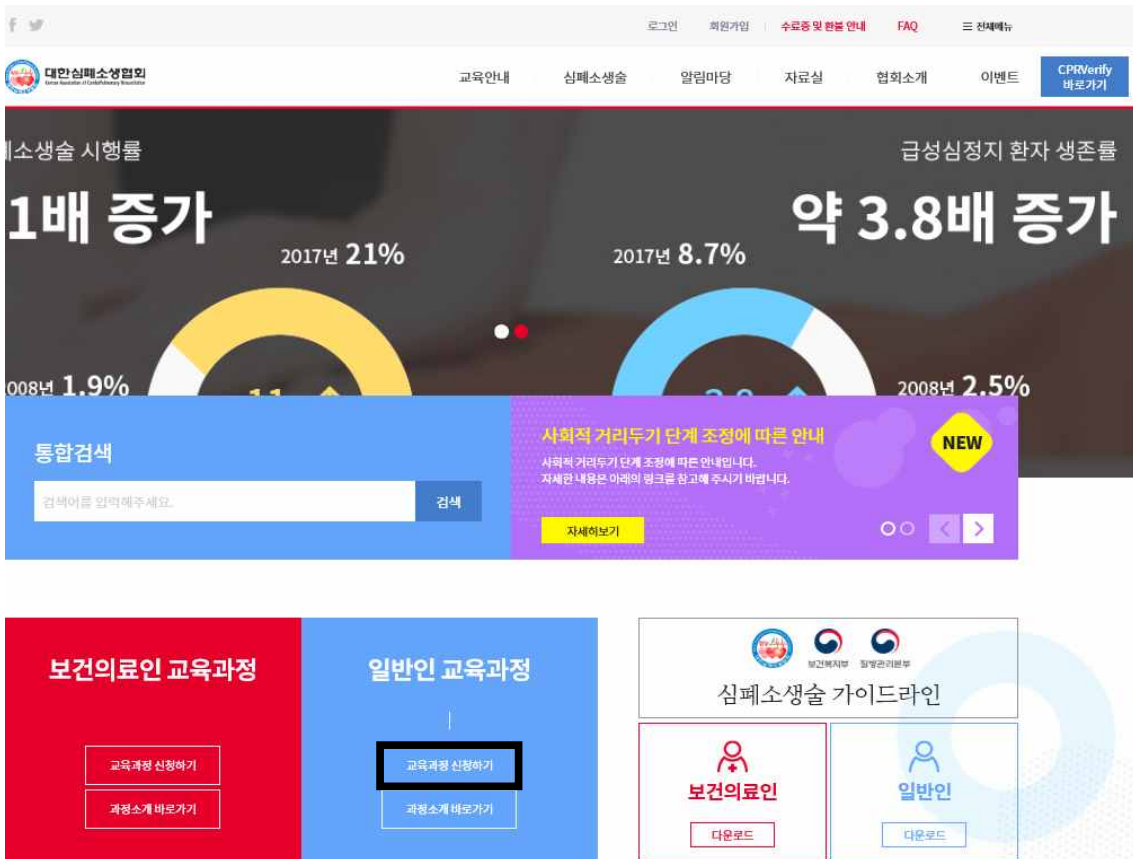 로그인 회원가입 수료증 및 환불 안내 FAQ 전체메뉴
대한심폐소생협회
교육안내 심폐소생술 알림마당 자료실 협회소개 이벤트
CPRVerify
바로가기
소생술 시행률
1배 증가
2017년 21%
2008년 1.9%
급성심정지 환자 생존률
약 3.8배 증가
2017년 8.7%
2008년 2.5%
통합검색
검색어를 입력해주세요.
검색
사회적 거리두기 단계 조정에 따른 안내
사회적 거리두기 단계 조정에 따른 안내입니다.
자세한 내용은 아래의 링크를 참고해 주시기 바랍니다.
자세히보기
NEW
보건의료인 교육과정
교육과정 신청하기
과정소개 바로가기
일반인 교육과정
교육과정 신청하기
과정소개 바로가기
보건복지부 질병관리본부
심폐소생술 가이드라인
보건의료인
다운로드
일반인
다운로드